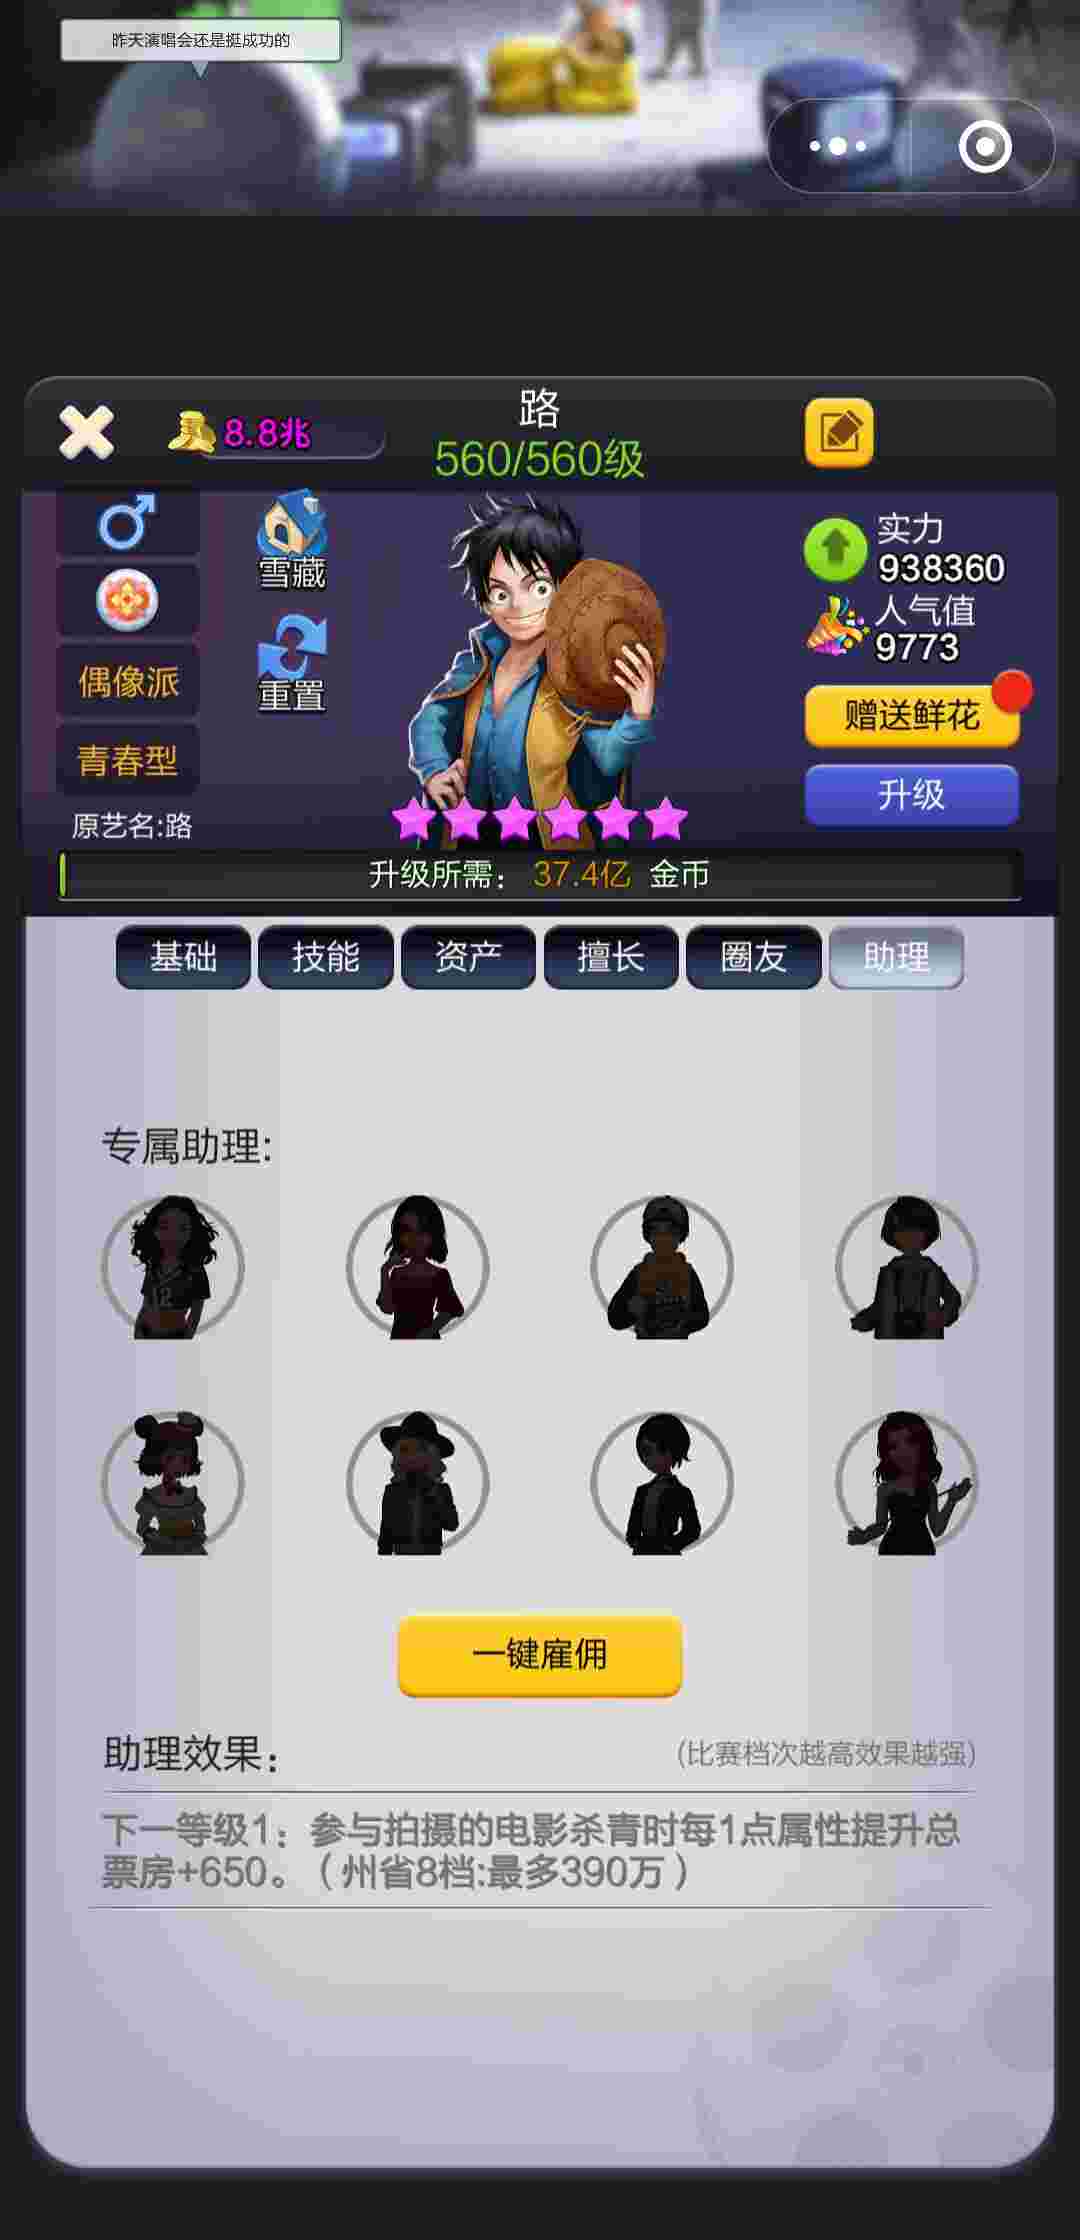 昨天演唱会还是挺成功的
8.8兆
路
560/560级
雪藏
重置
偶像派
青春型
原艺名:路
实力
938360
人气值
9773
赠送鲜花
升级
升级所需： 37.4亿 金币
基础 技能 资产 擅长 圈友 助理
专属助理:
一键雇佣
助理效果： (比赛档次越高效果越强)
下一等级1：参与拍摄的电影杀青时每1点属性提升总
票房+650。（州省8档:最多390万）